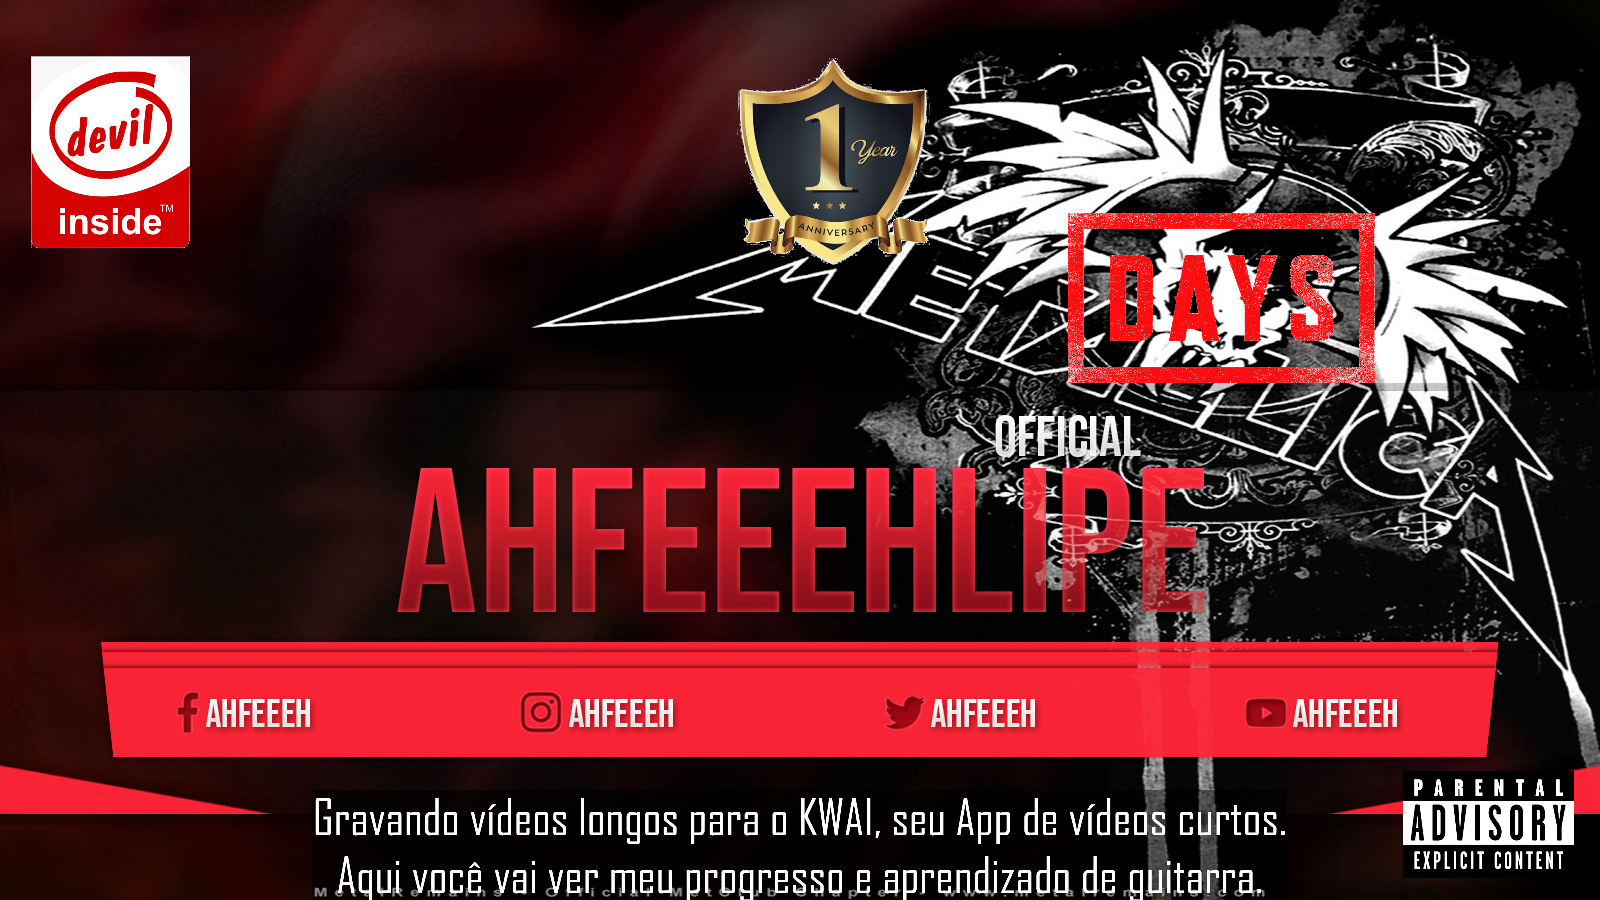 devil
inside™
1 Year
ANNIVERSARY
METALLICA
DAYS
OFFICIAL
AHFEEEHLIPE
AHFEEEH
AHFEEEH
AHFEEEH
AHFEEEH
Gravando vídeos longos para o KWAI, seu App de vídeos curtos.
Aqui você vai ver meu progresso e aprendizado de guitarra.
PARENTAL
ADVISORY
EXPLICIT CONTENT